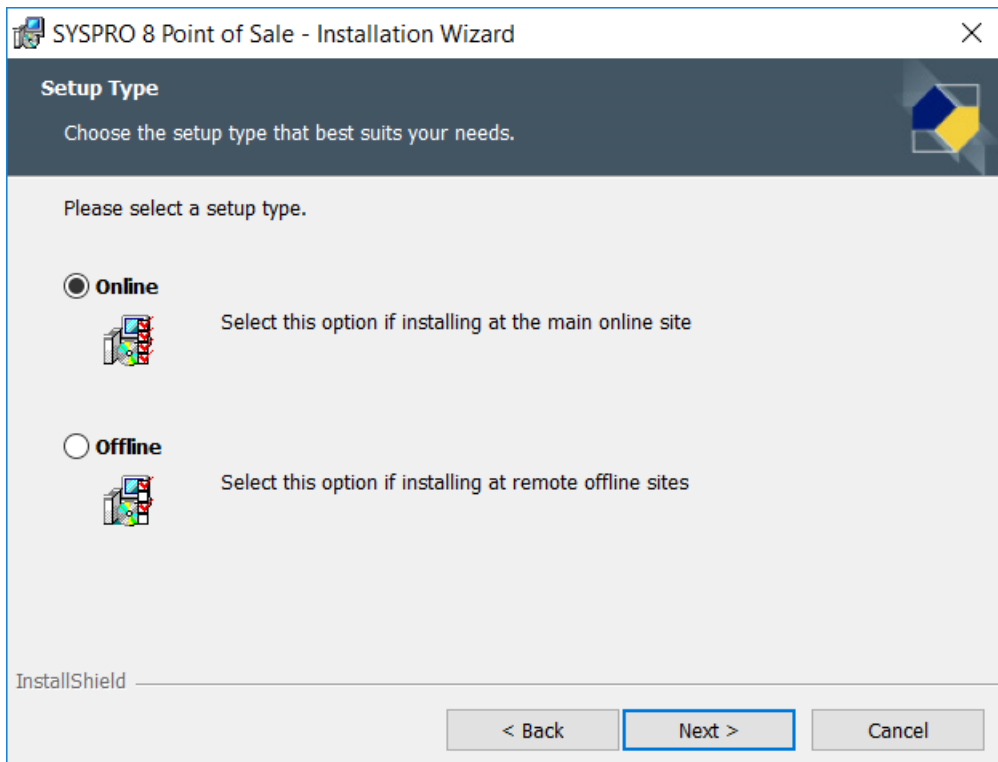 SYSPRO 8 Point of Sale - Installation Wizard
Setup Type
Choose the setup type that best suits your needs.
Please select a setup type.
Online
Select this option if installing at the main online site
Offline
Select this option if installing at remote offline sites
InstallShield
< Back Next > Cancel